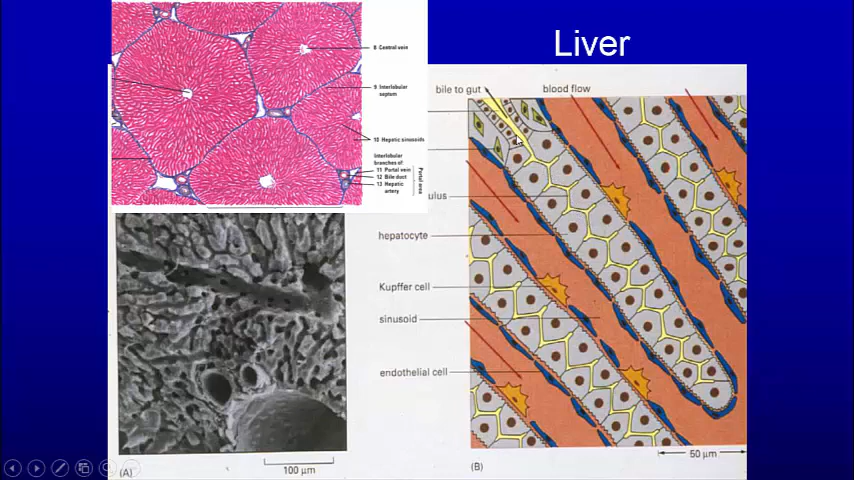 Liver
8 Central vein
9 Interlobular
septum
10 Hepatic sinusoids
Interlobular
branches of
11 Portal vein
12 Bile duct
13 Hepatic
artery
Portal area
bile to gut
blood flow
ulus
hepatocyte
Kupffer cell
sinusoid
endothelial cell
(A)
100 µm
(B)
50 µm